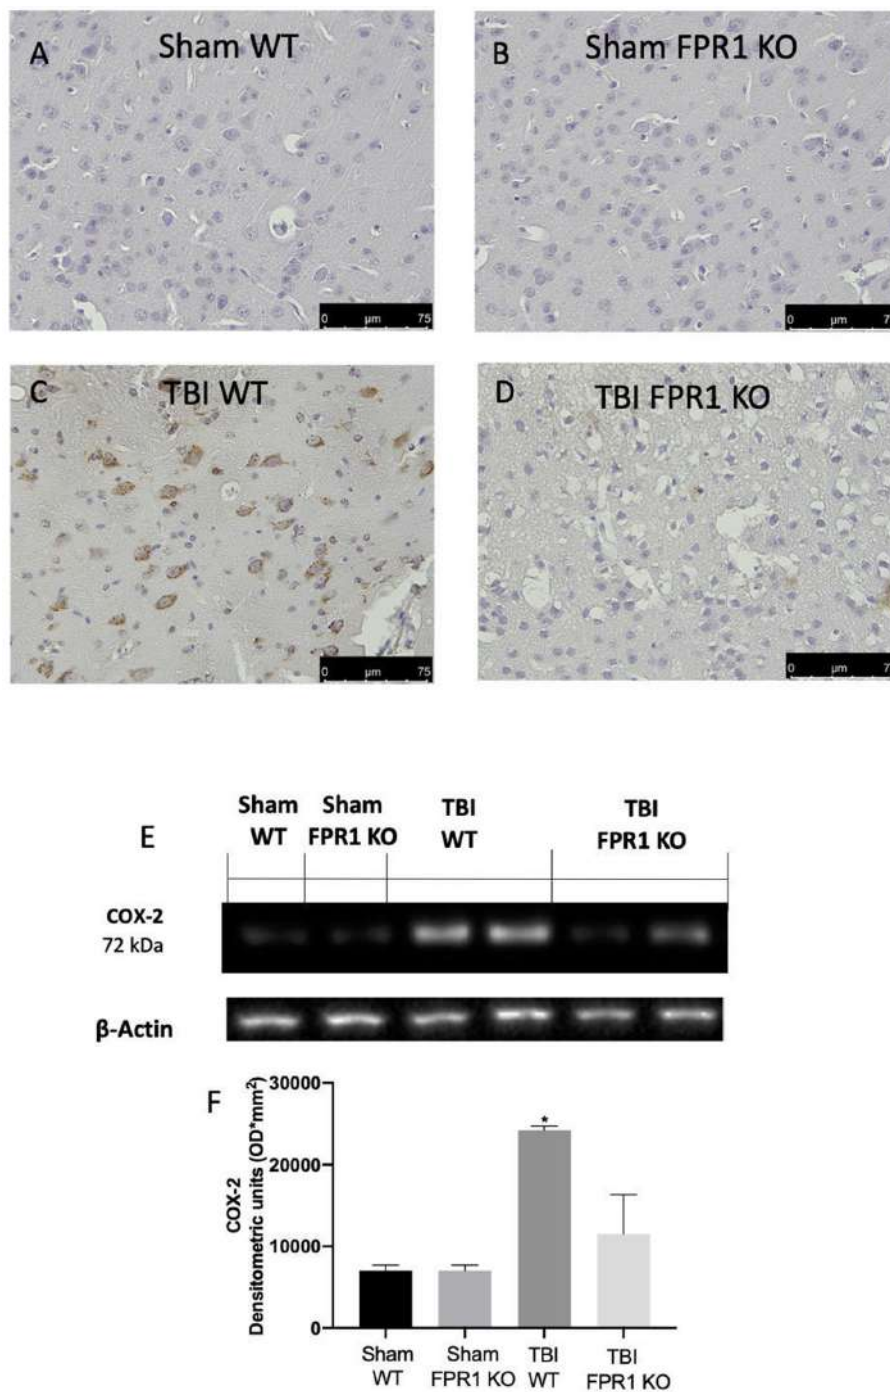 A Sham WT
B Sham FPR1 KO
0 µm 75
0 µm 7
C TBI WT
D TBI FPR1 KO
0 µm 75
0 µm 7
E
Sham WT
Sham FPR1 KO
TBI WT
TBI FPR1 KO
COX-2
72 kDa
β-Actin
F
COX-2
Densitometric units (OD*mm²)
30000
20000
10000
0
*
Sham WT
Sham FPR1 KO
TBI WT
TBI FPR1 KO